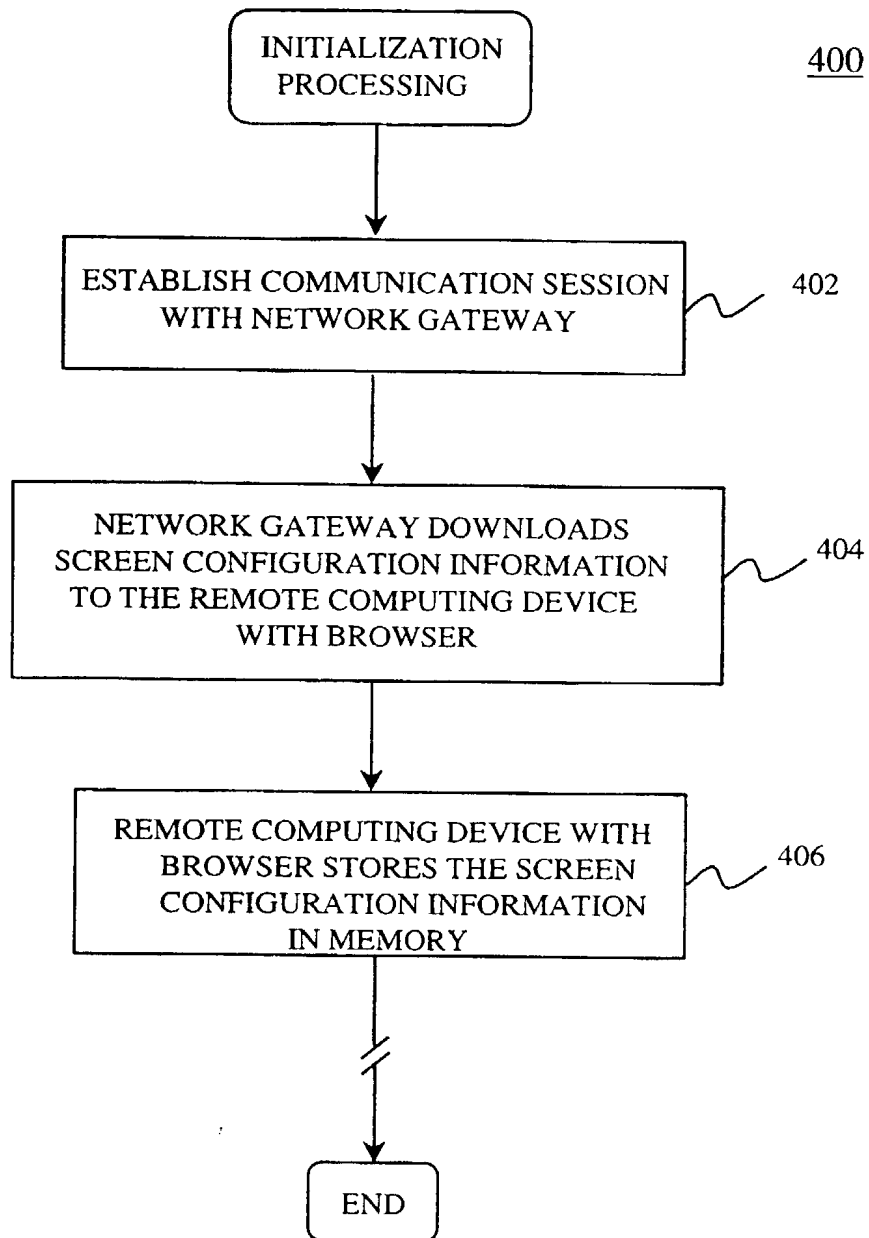 INITIALIZATION
PROCESSING
400
ESTABLISH COMMUNICATION SESSION
WITH NETWORK GATEWAY
402
NETWORK GATEWAY DOWNLOADS
SCREEN CONFIGURATION INFORMATION
TO THE REMOTE COMPUTING DEVICE
WITH BROWSER
404
REMOTE COMPUTING DEVICE WITH
BROWSER STORES THE SCREEN
CONFIGURATION INFORMATION
IN MEMORY
406
END